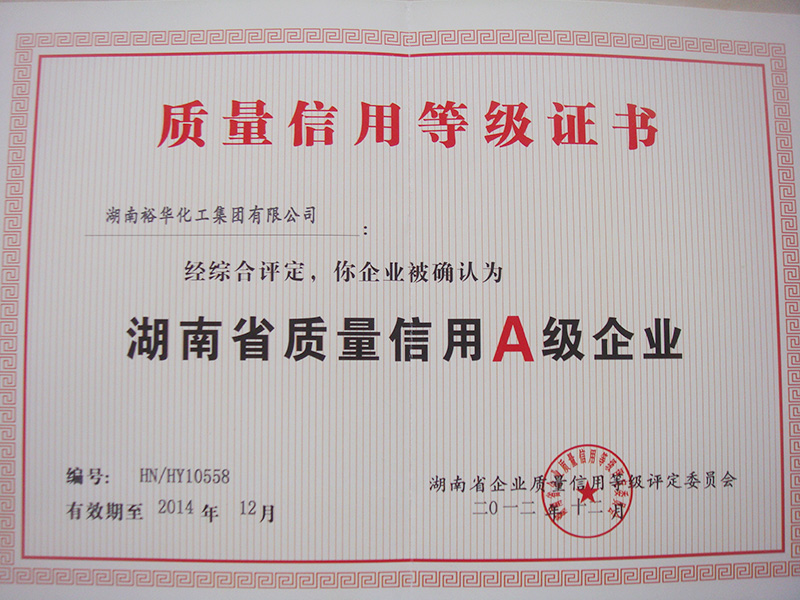 质量信用等级证书
湖南裕华化工集团有限公司
:
经综合评定，你企业被确认为
湖南省质量信用A级企业
编号: HN/HY10558
有效期至 2014 年 12月
湖南省企业质量信用等级评定委员会
二〇一二年十二月